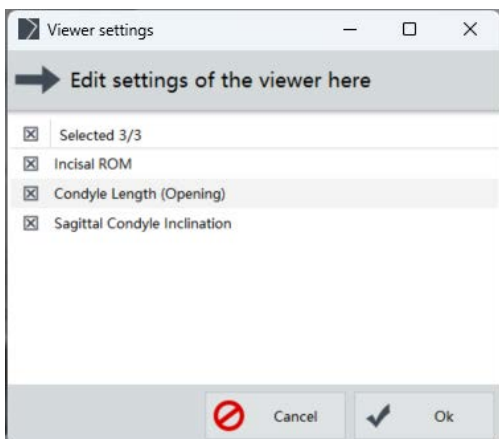 Viewer settings
Edit settings of the viewer here
Selected 3/3
Incisal ROM
Condyle Length (Opening)
Sagittal Condyle Inclination
Cancel
Ok